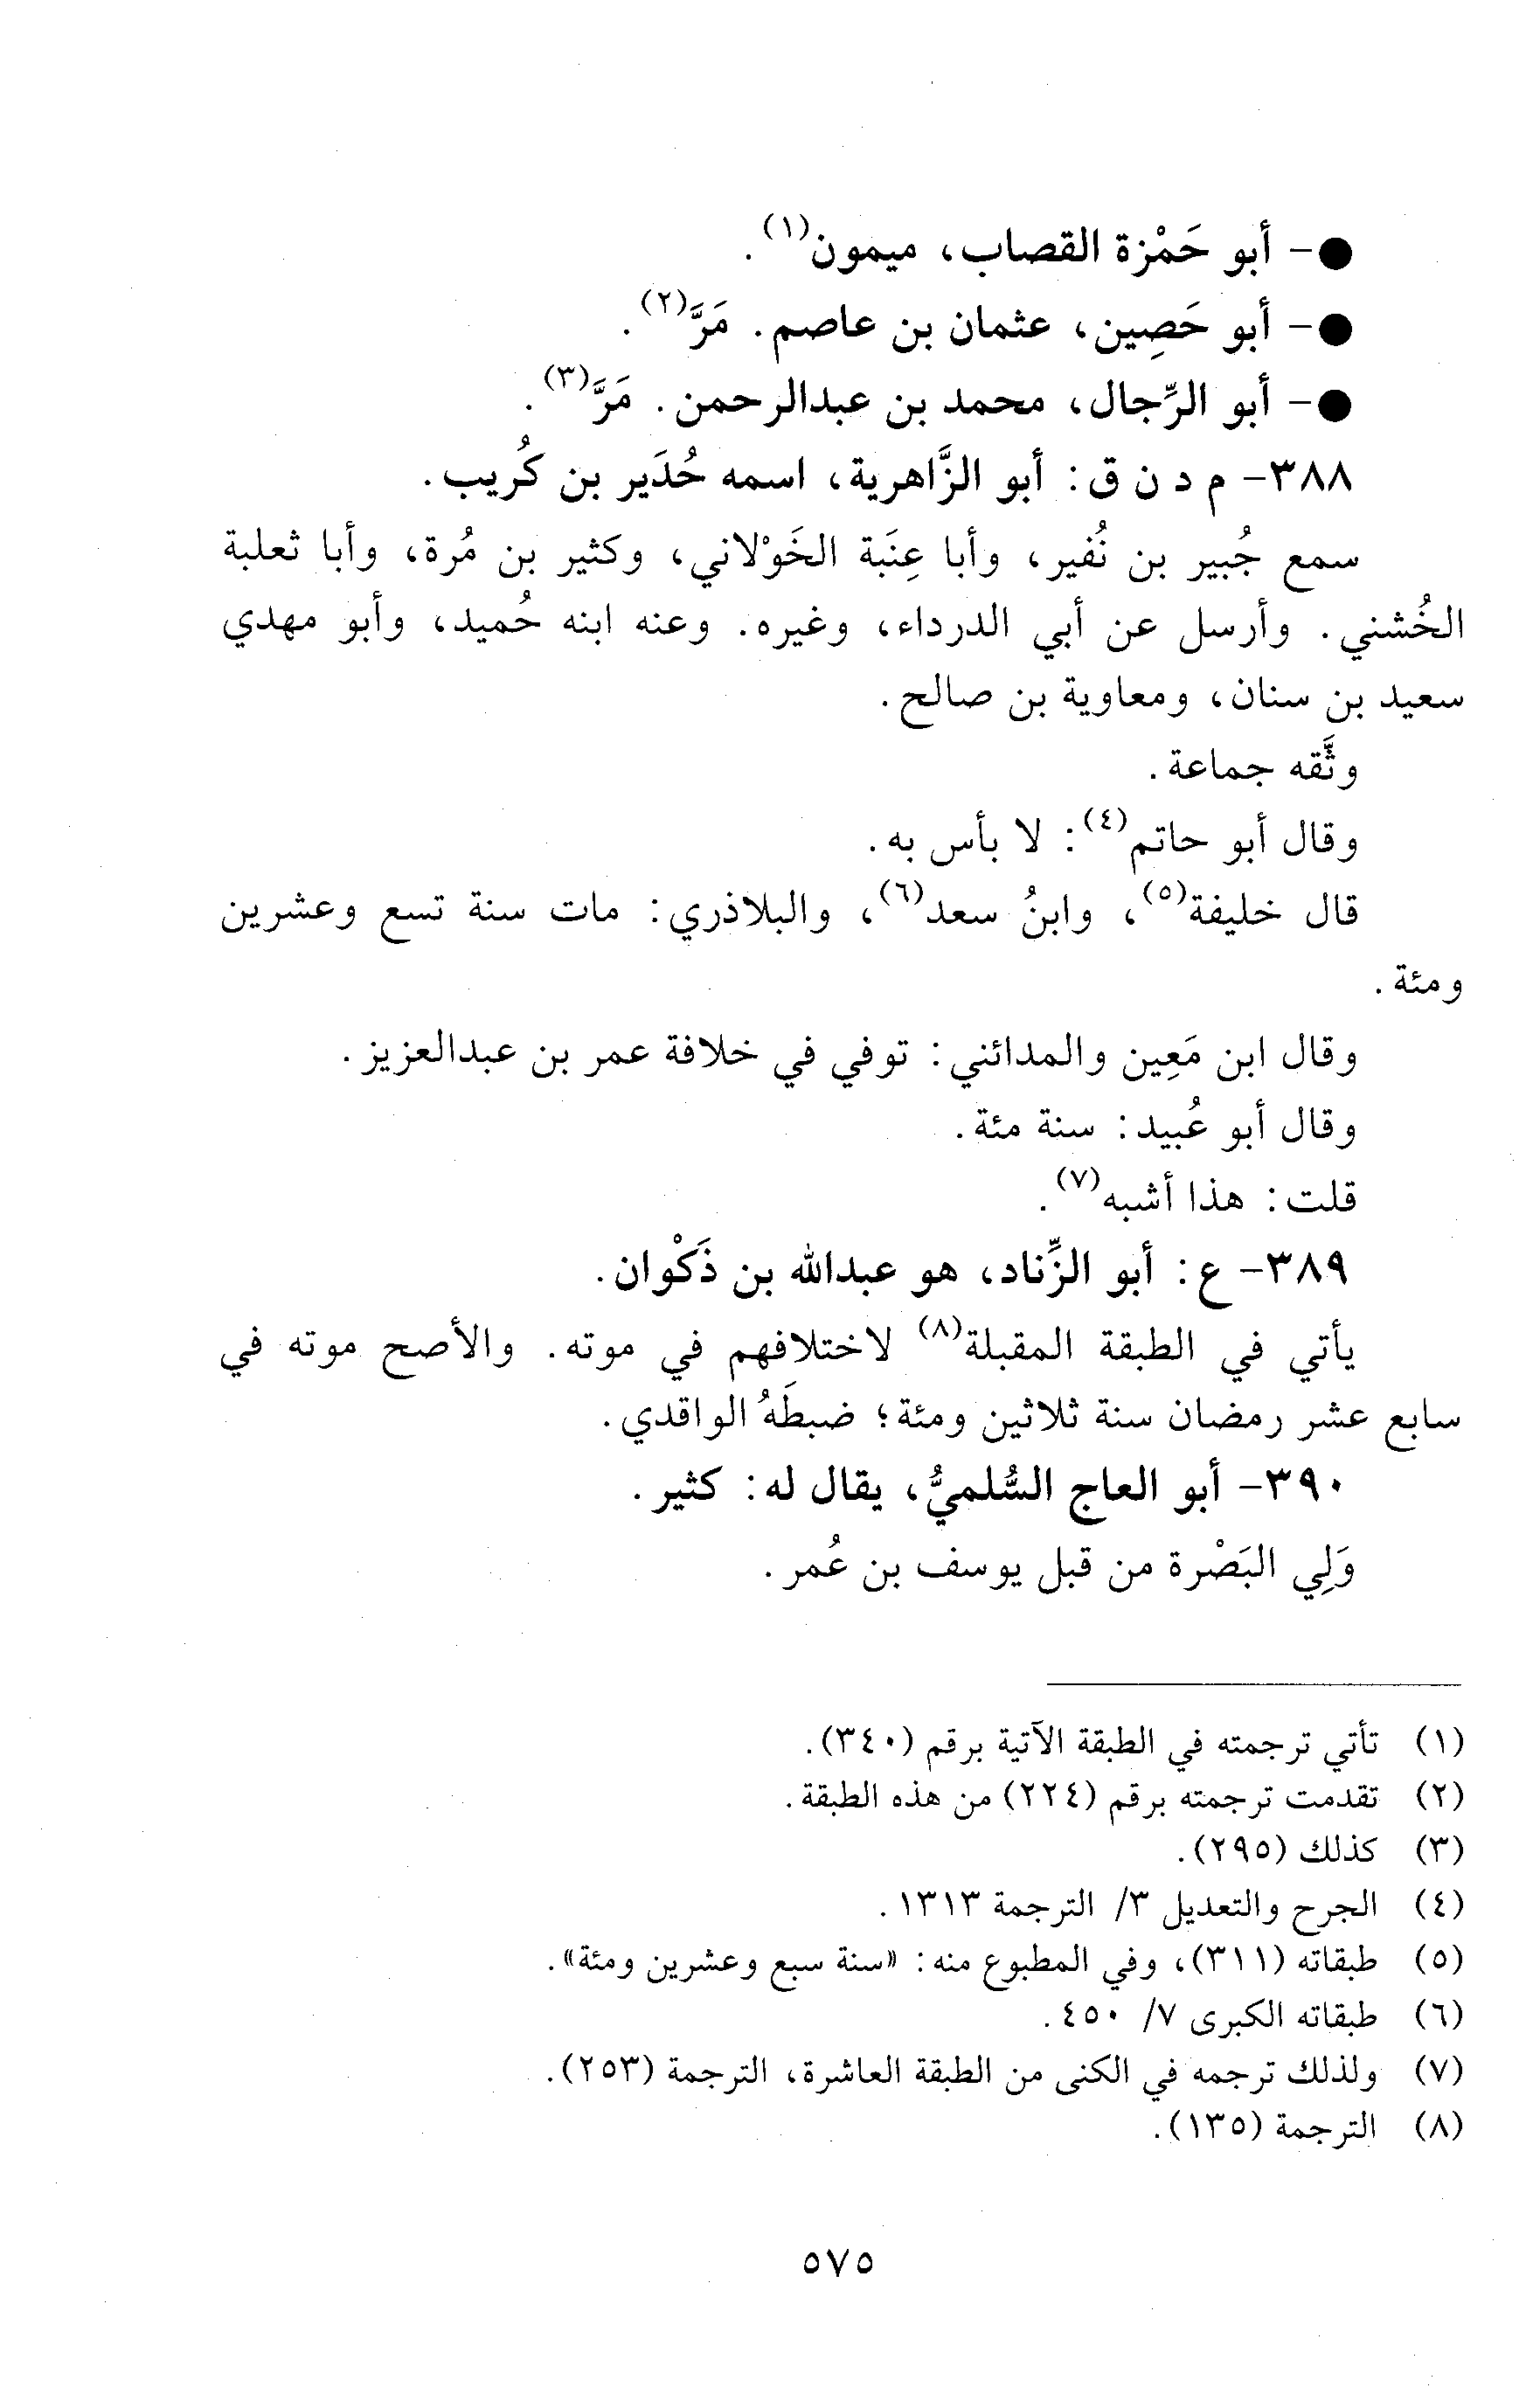 ●- أبو حَمْزة القصاب، ميمون(١).
●- أبو حَصِين، عثمان بن عاصم. مَرَّ(٢).
●- أبو الرِّجال، محمد بن عبدالرحمن. مَرَّ(٣).
٣٨٨- م د ن ق: أبو الزَّاهرية، اسمه حُدَير بن كُريب.
سمع جُبير بن نُفير، وأبا عِنَبة الخَوْلاني، وكثير بن مُرة، وأبا ثعلبة
الخُشني. وأرسل عن أبي الدرداء، وغيره. وعنه ابنه حُميد، وأبو مهدي
سعيد بن سنان، ومعاوية بن صالح.
وثَّقه جماعة.
وقال أبو حاتم(٤): لا بأس به.
قال خليفة(٥)، وابنُ سعد(٦)، والبلاذري: مات سنة تسع وعشرين
ومئة.
وقال ابن مَعِين والمدائني: توفي في خلافة عمر بن عبدالعزيز.
وقال أبو عُبيد: سنة مئة.
قلت: هذا أشبه(٧).
٣٨٩- ع: أبو الزِّناد، هو عبدالله بن ذَكْوان.
يأتي في الطبقة المقبلة(٨) لاختلافهم في موته. والأصح موته في
سابع عشر رمضان سنة ثلاثين ومئة؛ ضبطَهُ الواقدي.
٣٩٠- أبو العاج السُّلميُّ، يقال له: كثير.
وَلِي البَصْرة من قبل يوسف بن عُمر.
(١) تأتي ترجمته في الطبقة الآتية برقم (٣٤٠).
(٢) تقدمت ترجمته برقم (٢٢٤) من هذه الطبقة.
(٣) كذلك (٢٩٥).
(٤) الجرح والتعديل ٣/ الترجمة ١٣١٣.
(٥) طبقاته (٣١١)، وفي المطبوع منه: «سنة سبع وعشرين ومئة».
(٦) طبقاته الكبرى ٧/ ٤٥٠.
(٧) ولذلك ترجمه في الكنى من الطبقة العاشرة، الترجمة (٢٥٣).
(٨) الترجمة (١٣٥).
٥٧٥